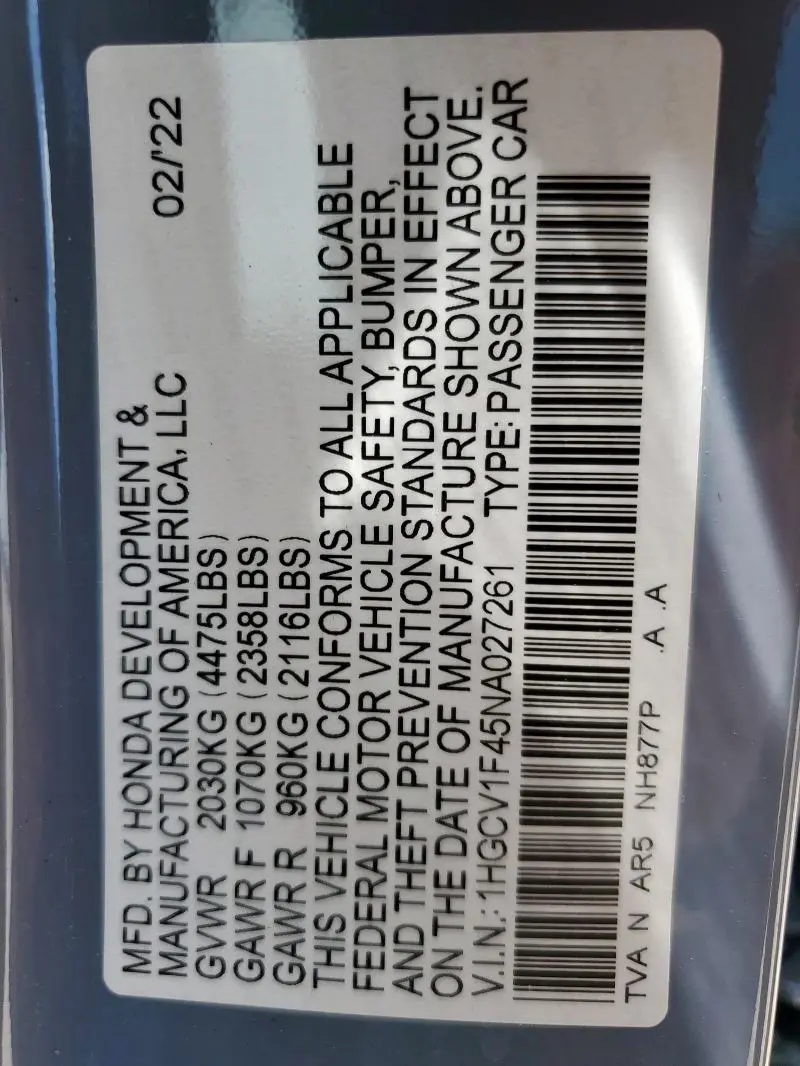 MFD. BY HONDA DEVELOPMENT &
MANUFACTURING OF AMERICA, LLC 02/'22
GVWR 2030KG (4475LBS)
GAWR F 1070KG (2358LBS)
GAWR R 960KG (2116LBS)
THIS VEHICLE CONFORMS TO ALL APPLICABLE
FEDERAL MOTOR VEHICLE SAFETY, BUMPER,
AND THEFT PREVENTION STANDARDS IN EFFECT
ON THE DATE OF MANUFACTURE SHOWN ABOVE.
V.I.N.: 1HGCV1F45NA027261 TYPE: PASSENGER CAR
TVA N AR5 NH877P .A .A